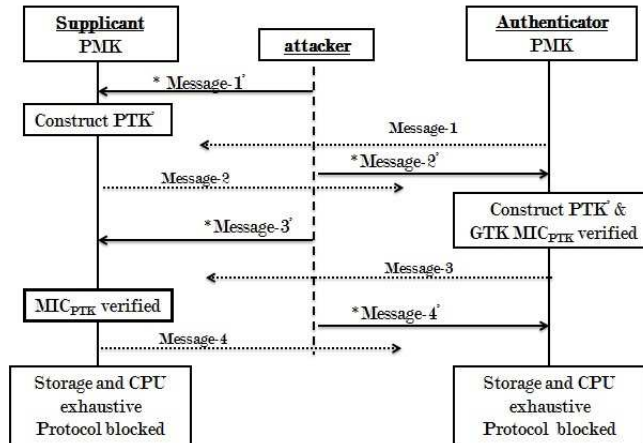 Supplicant
PMK
attacker
Authenticator
PMK
* Message-1'
Construct PTK'
Message-1
*Message-2'
Message-2
Construct PTK' &
GTK MICPTK verified
*Message-3'
Message-3
MICPTK verified
*Message-4'
Message-4
Storage and CPU
exhaustive
Protocol blocked
Storage and CPU
exhaustive
Protocol blocked